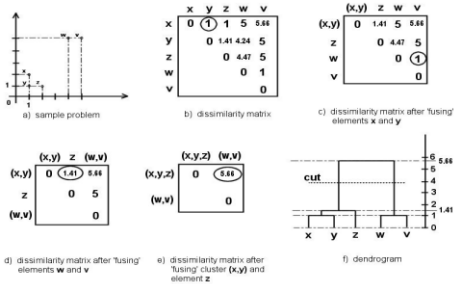 w v
x
y z
1
0 1
a) sample problem
x y z w v
x 0 1 1 5 5.66
y 0 1.41 4.24 5
z 0 4.47 5
w 0 1
v 0
b) dissimilarity matrix
(x,y) z w v
(x,y) 0 1.41 5 5.66
z 0 4.47 5
w 0 1
v 0
c) dissimilarity matrix after 'fusing'
elements x and y
(x,y) z (w,v)
(x,y) 0 1.41 5.66
z 0 5
(w,v) 0
d) dissimilarity matrix after 'fusing'
elements w and v
(x,y,z) (w,v)
(x,y,z) 0 5.66
(w,v) 0
e) dissimilarity matrix after
'fusing' cluster (x,y) and
element z
cut
6
5.66
5
4
3
2
1.41
1
0
x y z w v
f) dendrogram